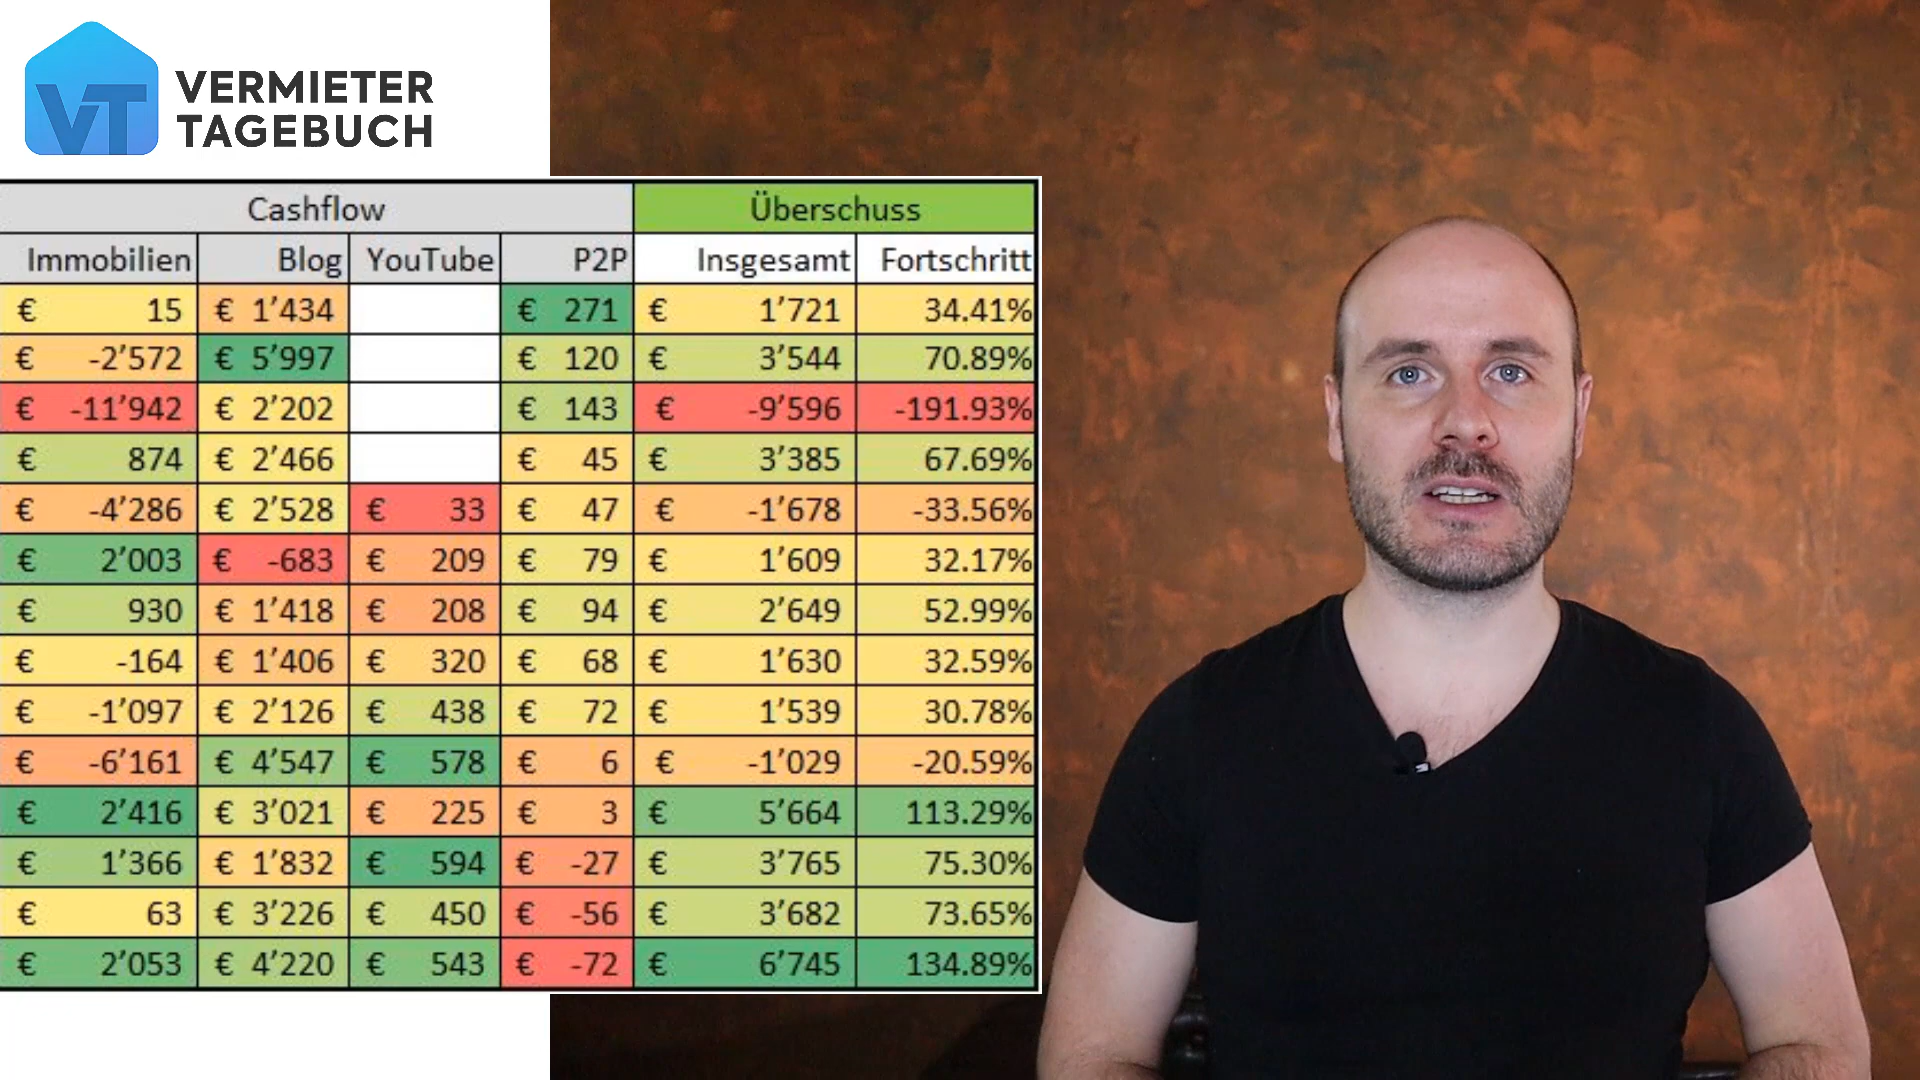 VT VERMIETER
TAGEBUCH
Cashflow Überschuss
Immobilien Blog YouTube P2P Insgesamt Fortschritt
€ 15 € 1’434 € 271 € 1’721 34.41%
€ -2’572 € 5’997 € 120 € 3’544 70.89%
€ -11’942 € 2’202 € 143 € -9’596 -191.93%
€ 874 € 2’466 € 45 € 3’385 67.69%
€ -4’286 € 2’528 € 33 € 47 € -1’678 -33.56%
€ 2’003 € -683 € 209 € 79 € 1’609 32.17%
€ 930 € 1’418 € 208 € 94 € 2’649 52.99%
€ -164 € 1’406 € 320 € 68 € 1’630 32.59%
€ -1’097 € 2’126 € 438 € 72 € 1’539 30.78%
€ -6’161 € 4’547 € 578 € 6 € -1’029 -20.59%
€ 2’416 € 3’021 € 225 € 3 € 5’664 113.29%
€ 1’366 € 1’832 € 594 € -27 € 3’765 75.30%
€ 63 € 3’226 € 450 € -56 € 3’682 73.65%
€ 2’053 € 4’220 € 543 € -72 € 6’745 134.89%